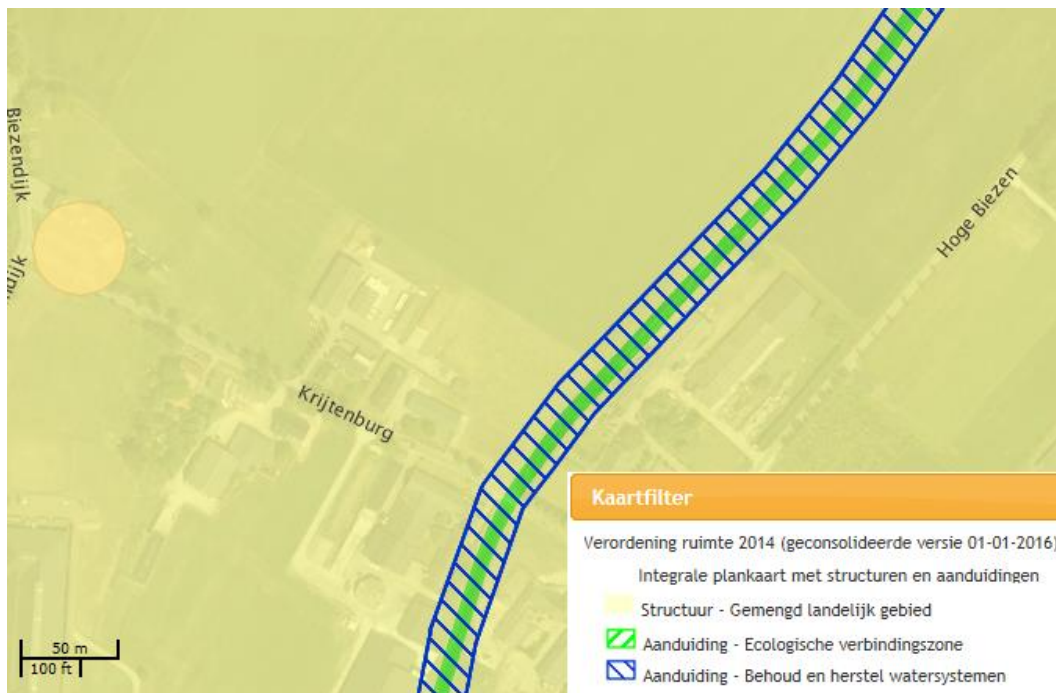 Biezendijk
ndijk
Hoge Biezen
Krijtenburg
Kaartfilter
Verordening ruimte 2014 (geconsolideerde versie 01-01-2016)
Integrale plankaart met structuren en aanduidingen
Structuur - Gemengd landelijk gebied
Aanduiding - Ecologische verbindingszone
Aanduiding - Behoud en herstel watersystemen
50 m
100 ft